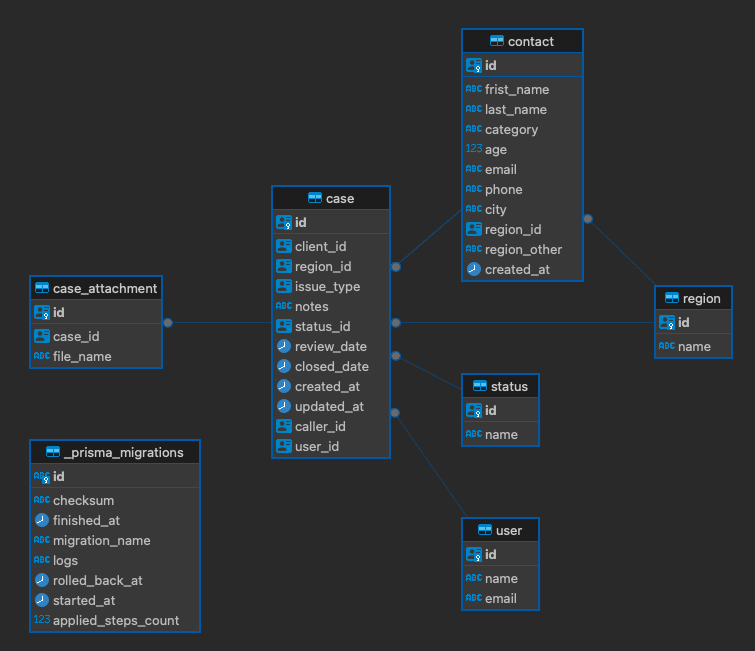 contact
id
frist_name
last_name
category
age
email
phone
city
region_id
region_other
created_at
case
id
client_id
region_id
issue_type
notes
status_id
review_date
closed_date
created_at
updated_at
caller_id
user_id
case_attachment
id
case_id
file_name
region
id
name
status
id
name
_prisma_migrations
id
checksum
finished_at
migration_name
logs
rolled_back_at
started_at
applied_steps_count
user
id
name
email